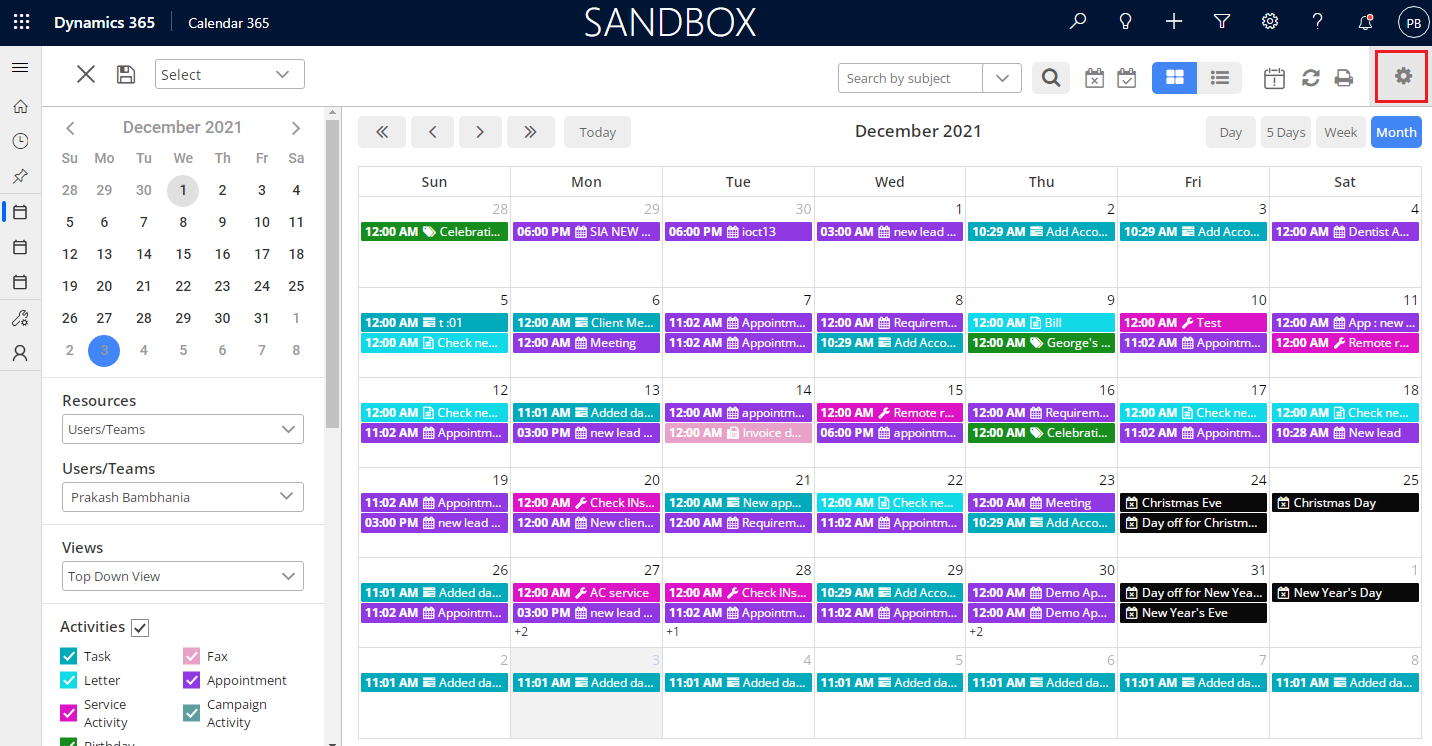 Dynamics 365 Calendar 365 SANDBOX PB
Select Search by subject
December 2021
Su Mo Tu We Th Fr Sa
28 29 30 1 2 3 4
5 6 7 8 9 10 11
12 13 14 15 16 17 18
19 20 21 22 23 24 25
26 27 28 29 30 31 1
2 3 4 5 6 7 8
Resources
Users/Teams
Users/Teams
Prakash Bambhania
Views
Top Down View
Activities
Task Fax
Letter Appointment
Service Activity Campaign Activity
Birthday
Today December 2021 Day 5 Days Week Month
Sun Mon Tue Wed Thu Fri Sat
28 29 30 1 2 3 4
12:00 AM Celebrati... 06:00 PM SIA NEW ... 06:00 PM ioct13 03:00 AM new lead ... 10:29 AM Add Acco... 10:29 AM Add Acco... 12:00 AM Dentist A...
5 6 7 8 9 10 11
12:00 AM t :01 12:00 AM Client Me... 11:02 AM Appointm... 12:00 AM Requirem... 12:00 AM Bill 12:00 AM Test 12:00 AM App : new ...
12:00 AM Check ne... 12:00 AM Meeting 11:02 AM Appointm... 10:29 AM Add Acco... 12:00 AM George's ... 11:02 AM Appointm... 12:00 AM Remote r...
12 13 14 15 16 17 18
12:00 AM Check ne... 11:01 AM Added da... 12:00 AM appointm... 12:00 AM Remote r... 12:00 AM Requirem... 12:00 AM Check ne... 12:00 AM Check ne...
11:02 AM Appointm... 03:00 PM new lead ... 12:00 AM Invoice d... 06:00 PM appointm... 12:00 AM Celebrati... 11:02 AM Appointm... 10:28 AM New lead
19 20 21 22 23 24 25
11:02 AM Appointm... 12:00 AM Check INs... 12:00 AM New app... 12:00 AM Check ne... 12:00 AM Meeting Christmas Eve Christmas Day
03:00 PM new lead ... 12:00 AM New clien... 12:00 AM Requirem... 11:02 AM Appointm... 10:29 AM Add Acco... Day off for Christm...
26 27 28 29 30 31 1
11:01 AM Added da... 12:00 AM AC service 12:00 AM Check INs... 10:29 AM Add Acco... 12:00 AM Demo Ap... Day off for New Yea... New Year's Day
11:02 AM Appointm... 03:00 PM new lead ... 11:02 AM Appointm... 11:02 AM Appointm... 12:00 AM Demo Ap... New Year's Eve
+2 +1 +2
2 3 4 5 6 7 8
11:01 AM Added da... 11:01 AM Added da... 11:01 AM Added da... 11:01 AM Added da... 11:01 AM Added da... 11:01 AM Added da... 11:01 AM Added da...